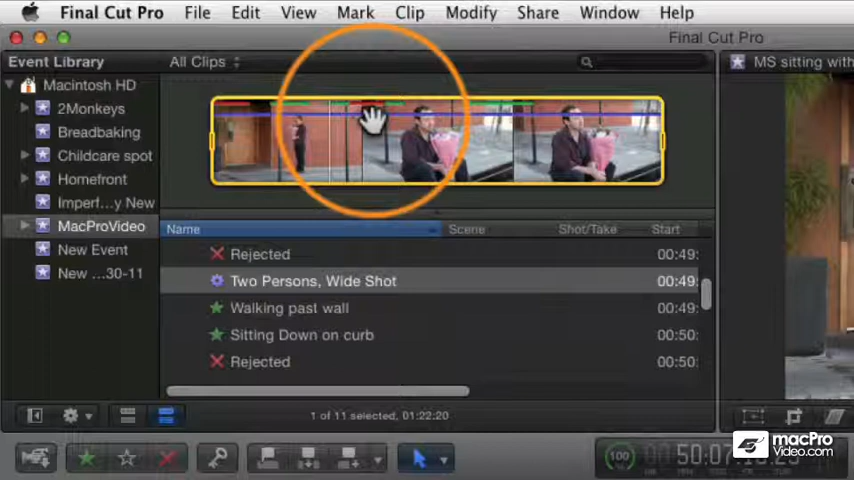 Final Cut Pro File Edit View Mark Clip Modify Share Window Help
Final Cut Pro
Event Library
All Clips
MS sitting with
Macintosh HD
2Monkeys
Breadbaking
Childcare spot
Homefront
Imperf...y New
MacProVideo
New Event
New ...30-11
Name Scene Shot/Take Start
Rejected 00:49:
Two Persons, Wide Shot 00:49:
Walking past wall 00:49:
Sitting Down on curb 00:50:
Rejected 00:50:
1 of 11 selected, 01:22:20
100
macPro
Video.com